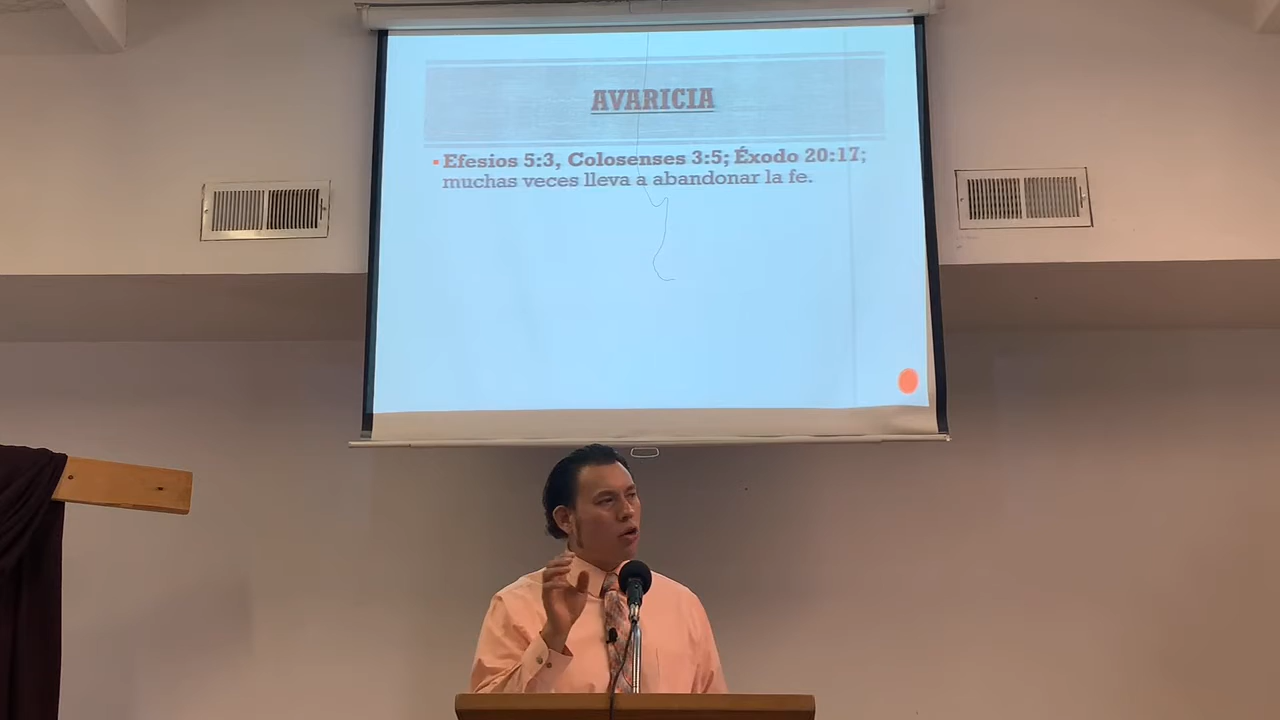 AVARICIA
Efesios 5:3, Colosenses 3:5; Éxodo 20:17;
muchas veces lleva a abandonar la fe.